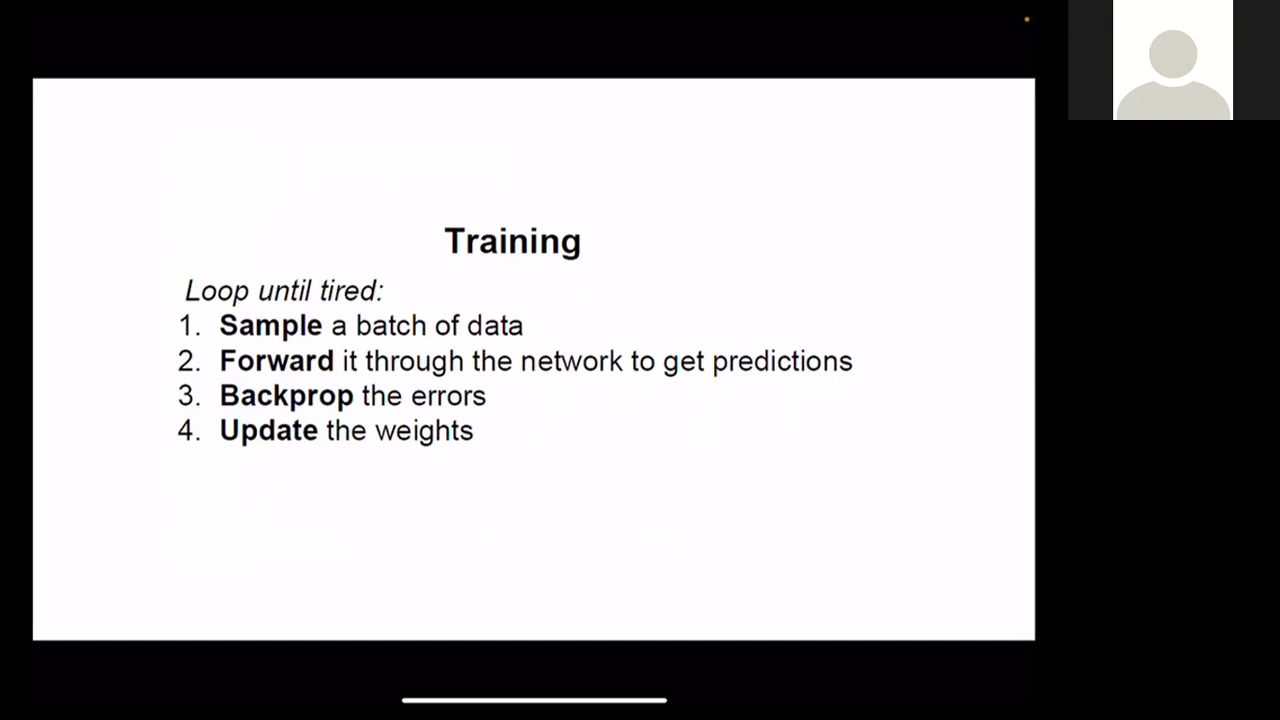 Training
Loop until tired:
1. Sample a batch of data
2. Forward it through the network to get predictions
3. Backprop the errors
4. Update the weights